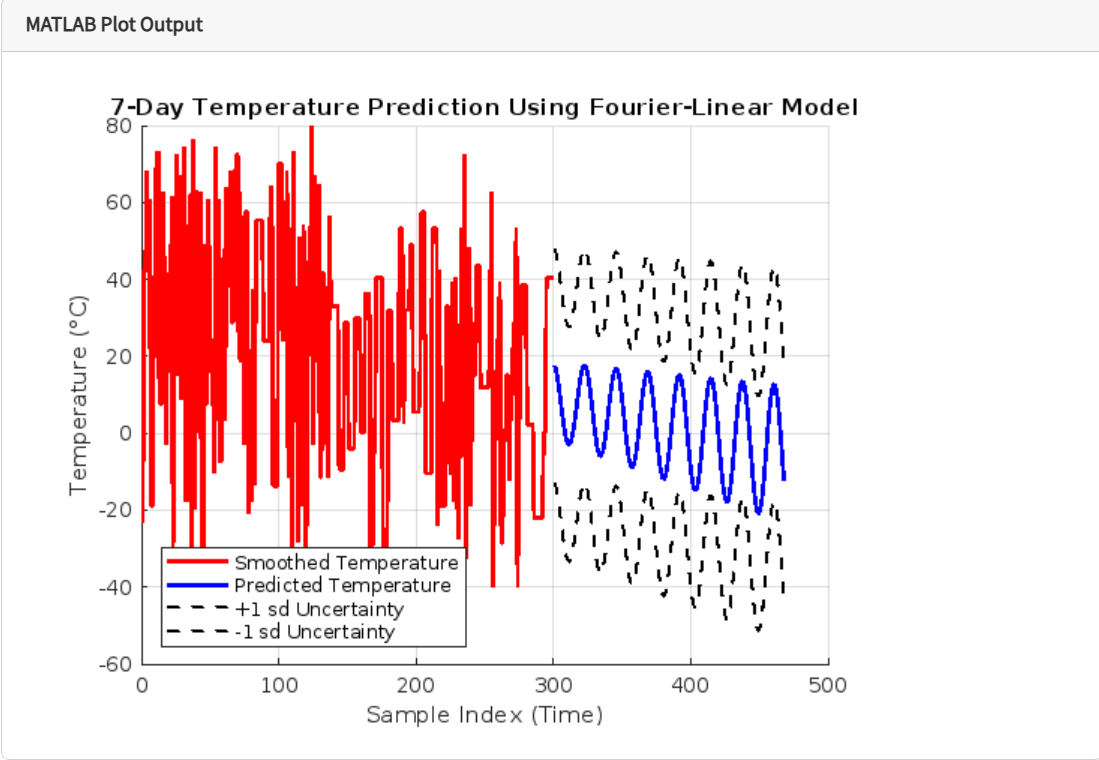 MATLAB Plot Output
7-Day Temperature Prediction Using Fourier-Linear Model
80
60
40
20
0
-20
-40
-60
Temperature (°C)
Smoothed Temperature
Predicted Temperature
+1 sd Uncertainty
-1 sd Uncertainty
0 100 200 300 400 500
Sample Index (Time)